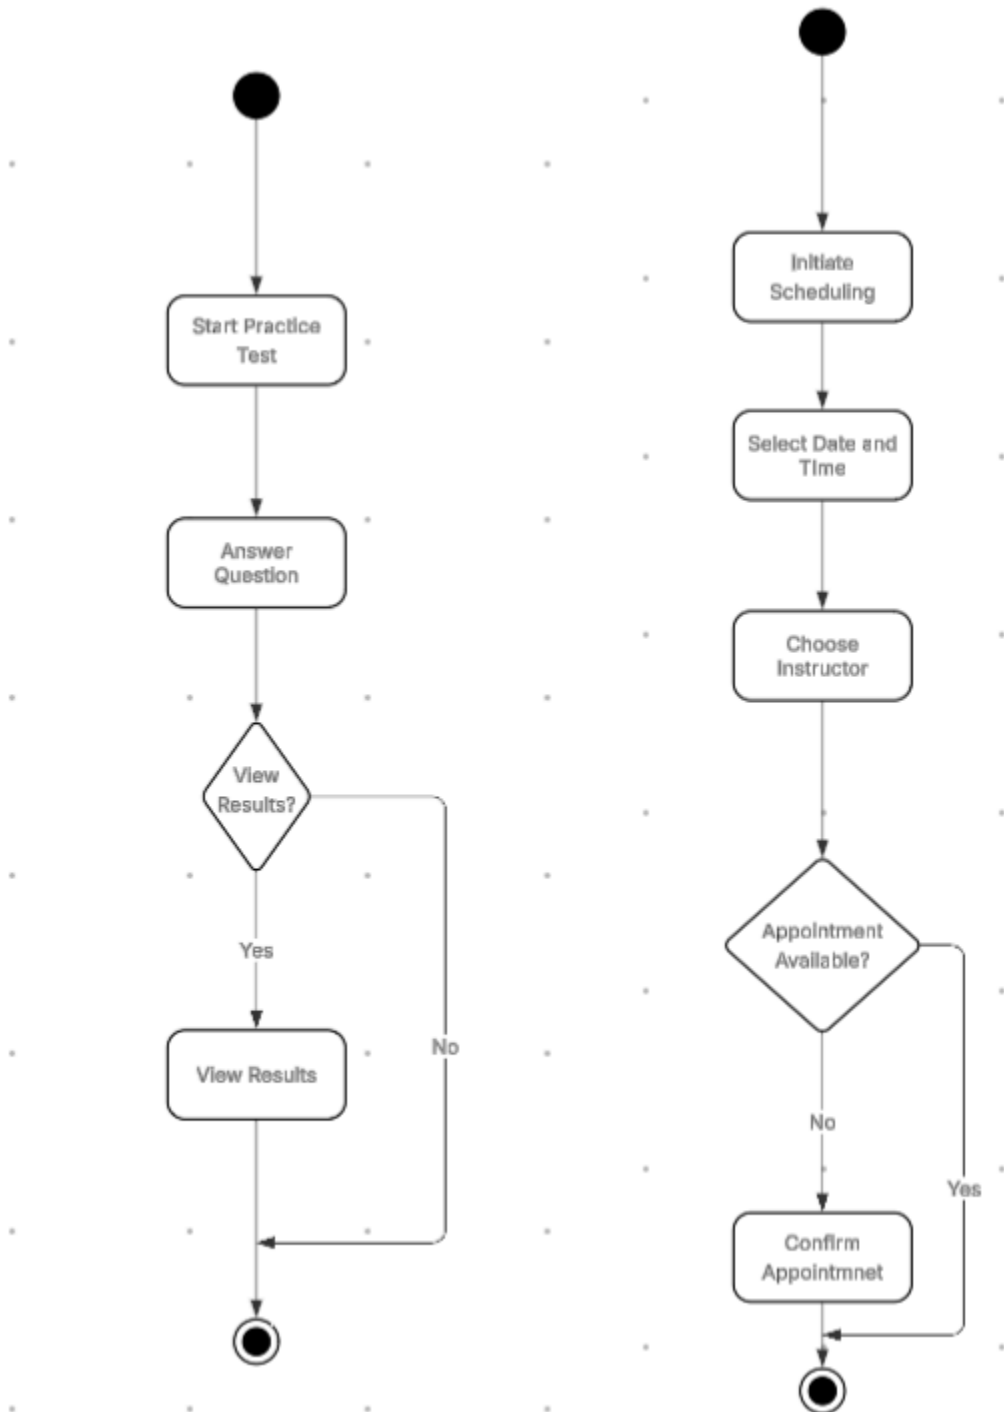 Start Practice
Test
Answer
Question
View
Results?
Yes
No
View Results
Initiate
Scheduling
Select Date and
Time
Choose
Instructor
Appointment
Available?
No
Yes
Confirm
Appointmnet